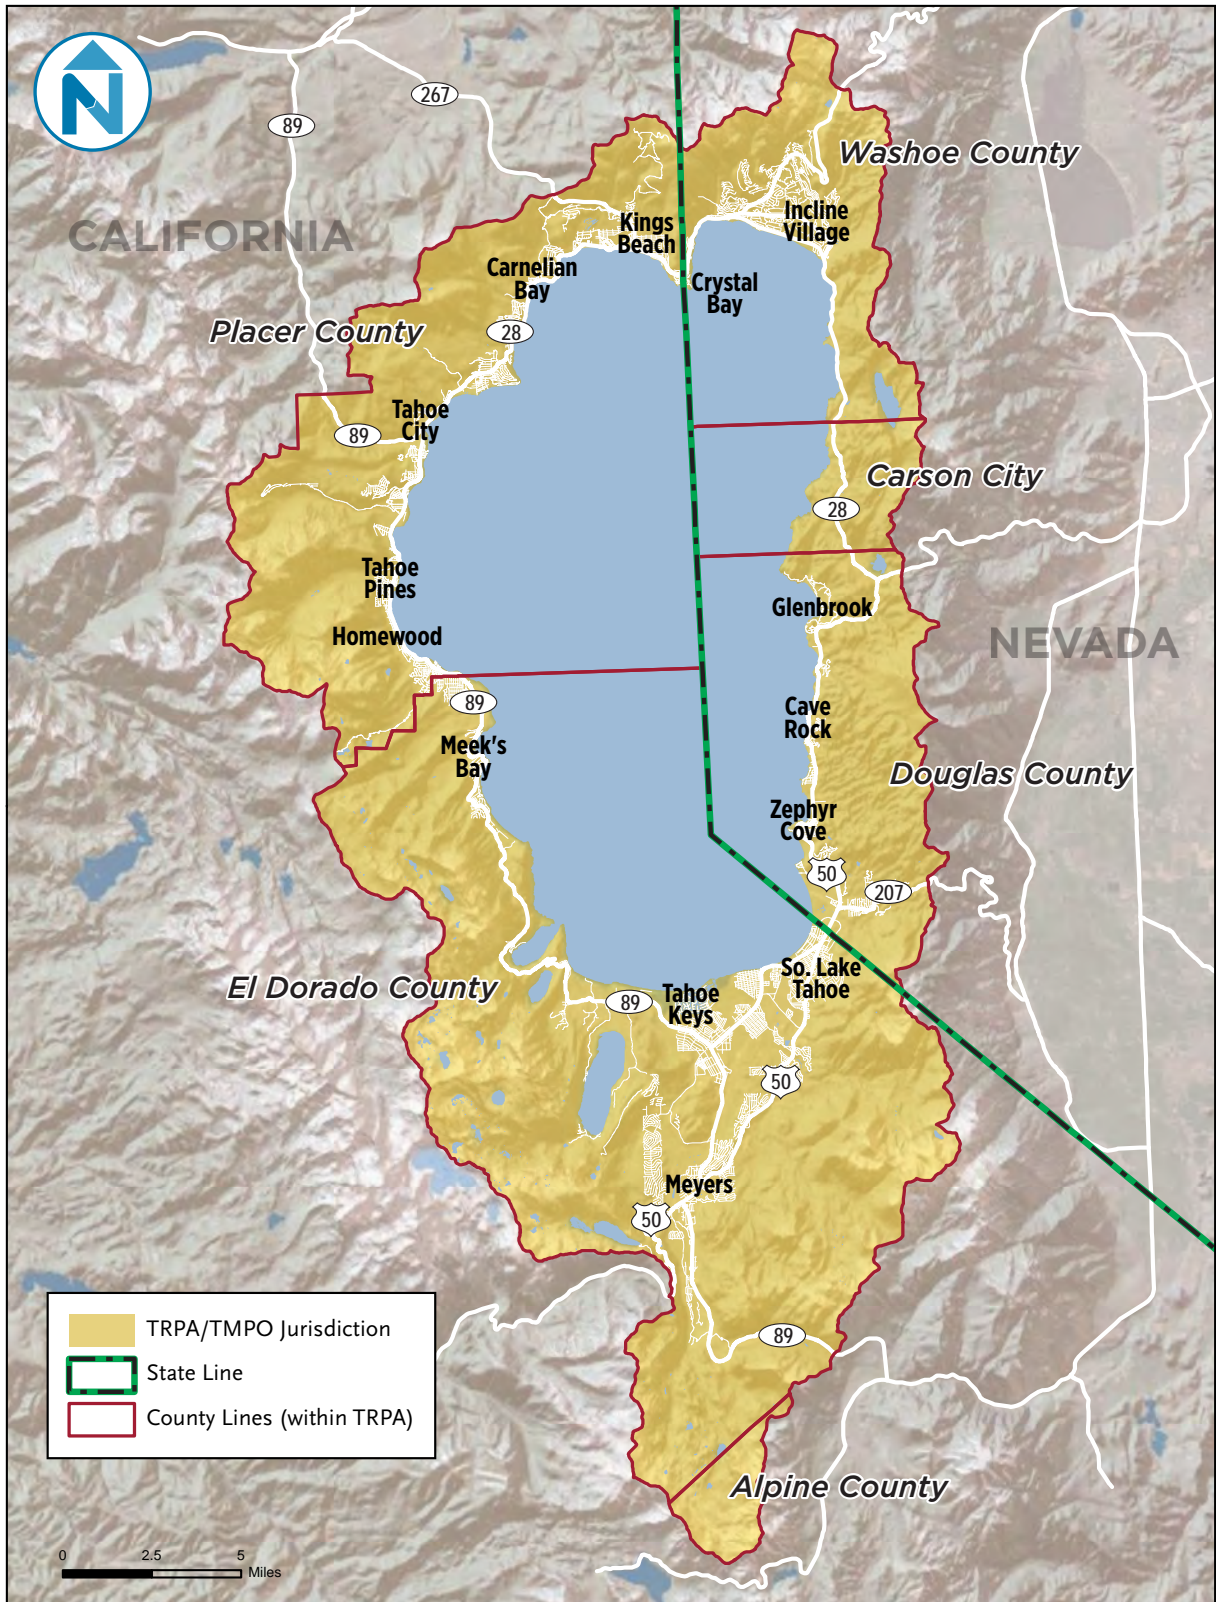 N
267
89
Washoe County
CALIFORNIA
Kings
Beach
Incline
Village
Carnelian
Bay
Crystal
Bay
Placer County
28
Tahoe
City
89
Carson City
28
Tahoe
Pines
Glenbrook
Homewood
NEVADA
89
Cave
Rock
Meek's
Bay
Douglas County
Zephyr
Cove
50
207
El Dorado County
So. Lake
Tahoe
89
Tahoe
Keys
50
Meyers
50
TRPA/TMPO Jurisdiction
State Line
County Lines (within TRPA)
89
Alpine County
0 2.5 5
Miles